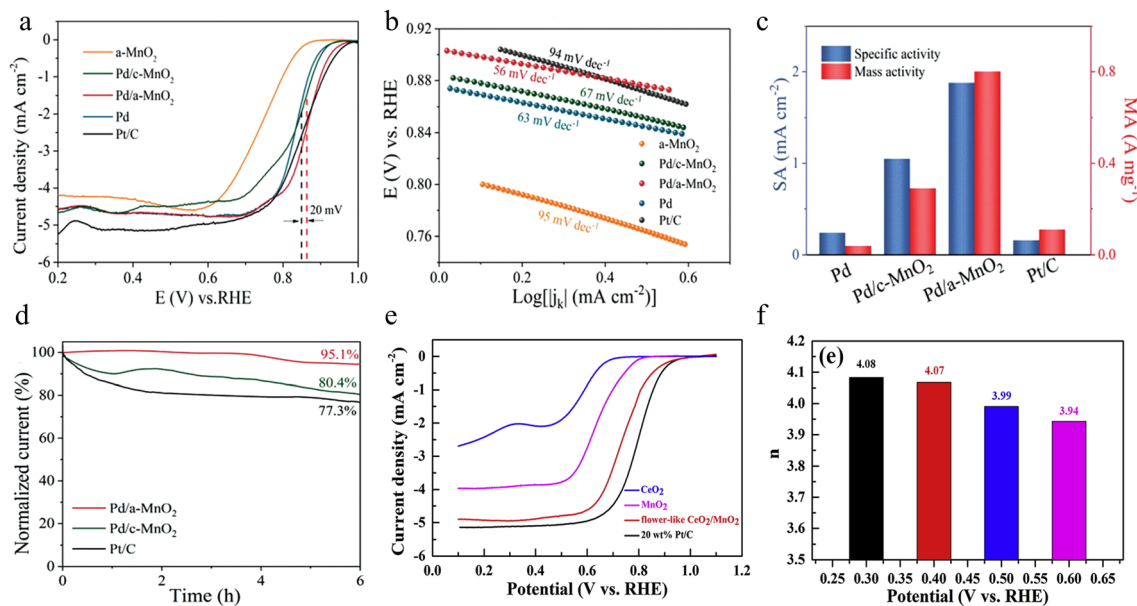 a
0
-1
-2
-3
-4
-5
-6
0.2 0.4 0.6 0.8 1.0
Current density (mA cm-2)
E (V) vs.RHE
a-MnO2
Pd/c-MnO2
Pd/a-MnO2
Pd
Pt/C
20 mV
b
0.92
0.88
0.84
0.80
0.76
0.0 0.2 0.4 0.6 0.8
E (V) vs. RHE
Log[|jk| (mA cm-2)]
94 mV dec-1
56 mV dec-1
67 mV dec-1
63 mV dec-1
95 mV dec-1
a-MnO2
Pd/c-MnO2
Pd/a-MnO2
Pd
Pt/C
c
Specific activity
Mass activity
2
1
0
SA (mA cm-2)
0.8
0.4
0.0
MA (A mg-1)
Pd
Pd/c-MnO2
Pd/a-MnO2
Pt/C
d
100
80
60
40
20
0
0 2 4 6
Normalized current (%)
Time (h)
95.1%
80.4%
77.3%
Pd/a-MnO2
Pd/c-MnO2
Pt/C
e
0
-1
-2
-3
-4
-5
-6
0.0 0.2 0.4 0.6 0.8 1.0 1.2
Current density (mA cm-2)
Potential (V vs. RHE)
CeO2
MnO2
flower-like CeO2/MnO2
20 wt% Pt/C
f
(e)
4.2
4.1
4.0
3.9
3.8
3.7
3.6
3.5
n
4.08
4.07
3.99
3.94
0.25 0.30 0.35 0.40 0.45 0.50 0.55 0.60 0.65
Potential (V vs. RHE)